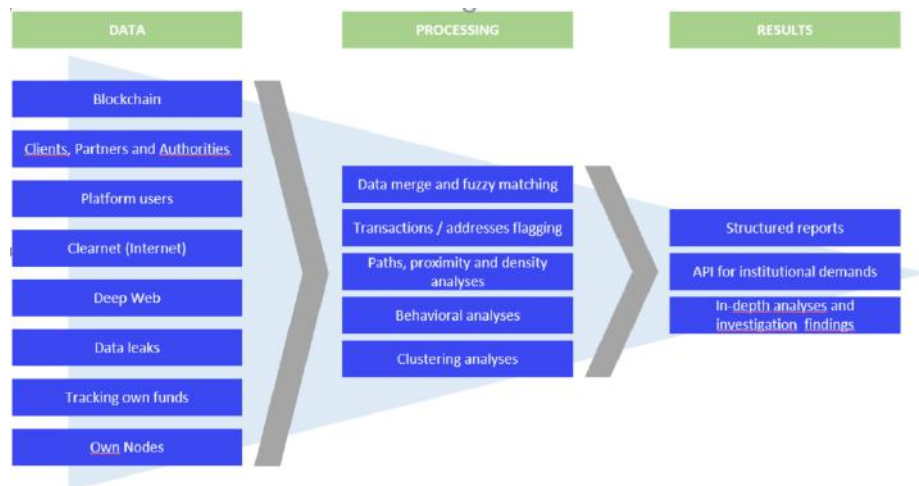 DATA
PROCESSING
RESULTS
Blockchain
Clients, Partners and Authorities
Platform users
Clearnet (Internet)
Deep Web
Data leaks
Tracking own funds
Own Nodes
Data merge and fuzzy matching
Transactions / addresses flagging
Paths, proximity and density
analyses
Behavioral analyses
Clustering analyses
Structured reports
API for institutional demands
In-depth analyses and
investigation findings